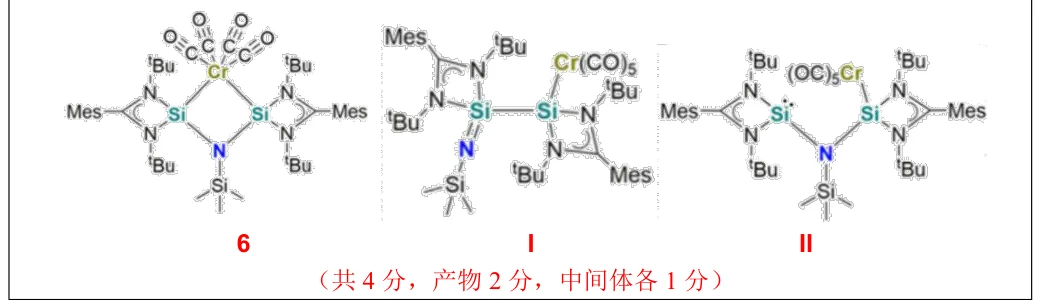 O O O O
C C C C
Cr
ᵗBu ᵗBu
N N
Mes Si Si Mes
N N
ᵗBu N ᵗBu
Si
Mes ᵗBu
N Cr(CO)₅
N ᵗBu
ᵗBu Si Si N
N N
Si ᵗBu Mes
ᵗBu (OC)₅Cr ᵗBu
N N
Mes Si Si Mes
N N
ᵗBu N ᵗBu
Si
6 I II
(共 4 分,产物 2 分,中间体各 1 分)